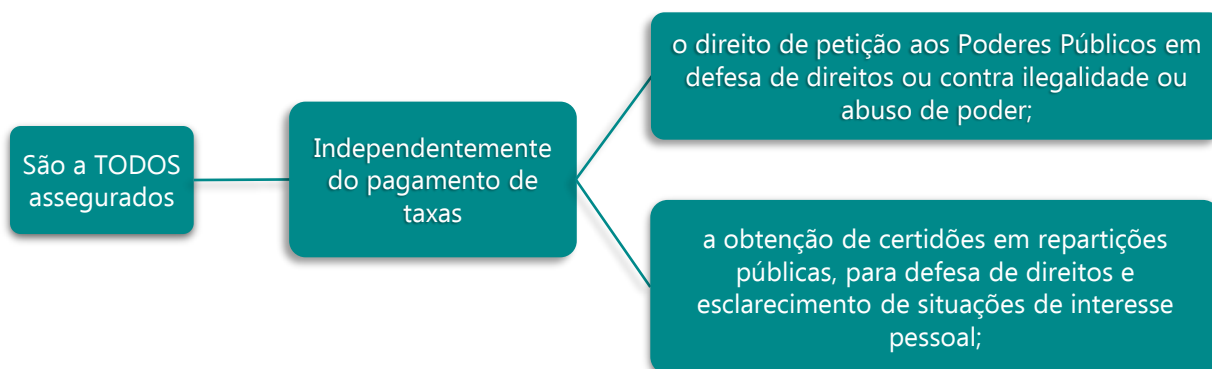 São a TODOS
assegurados
Independentemente
do pagamento de
taxas
o direito de petição aos Poderes Públicos em
defesa de direitos ou contra ilegalidade ou
abuso de poder;
a obtenção de certidões em repartições
públicas, para defesa de direitos e
esclarecimento de situações de interesse
pessoal;